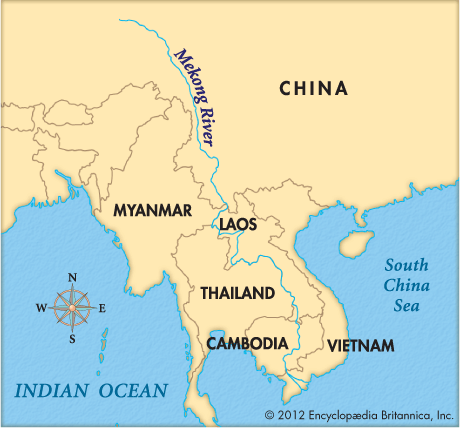 Mekong River
CHINA
MYANMAR
LAOS
N
W E
S
South
China
Sea
THAILAND
CAMBODIA
VIETNAM
INDIAN OCEAN
© 2012 Encyclopædia Britannica, Inc.